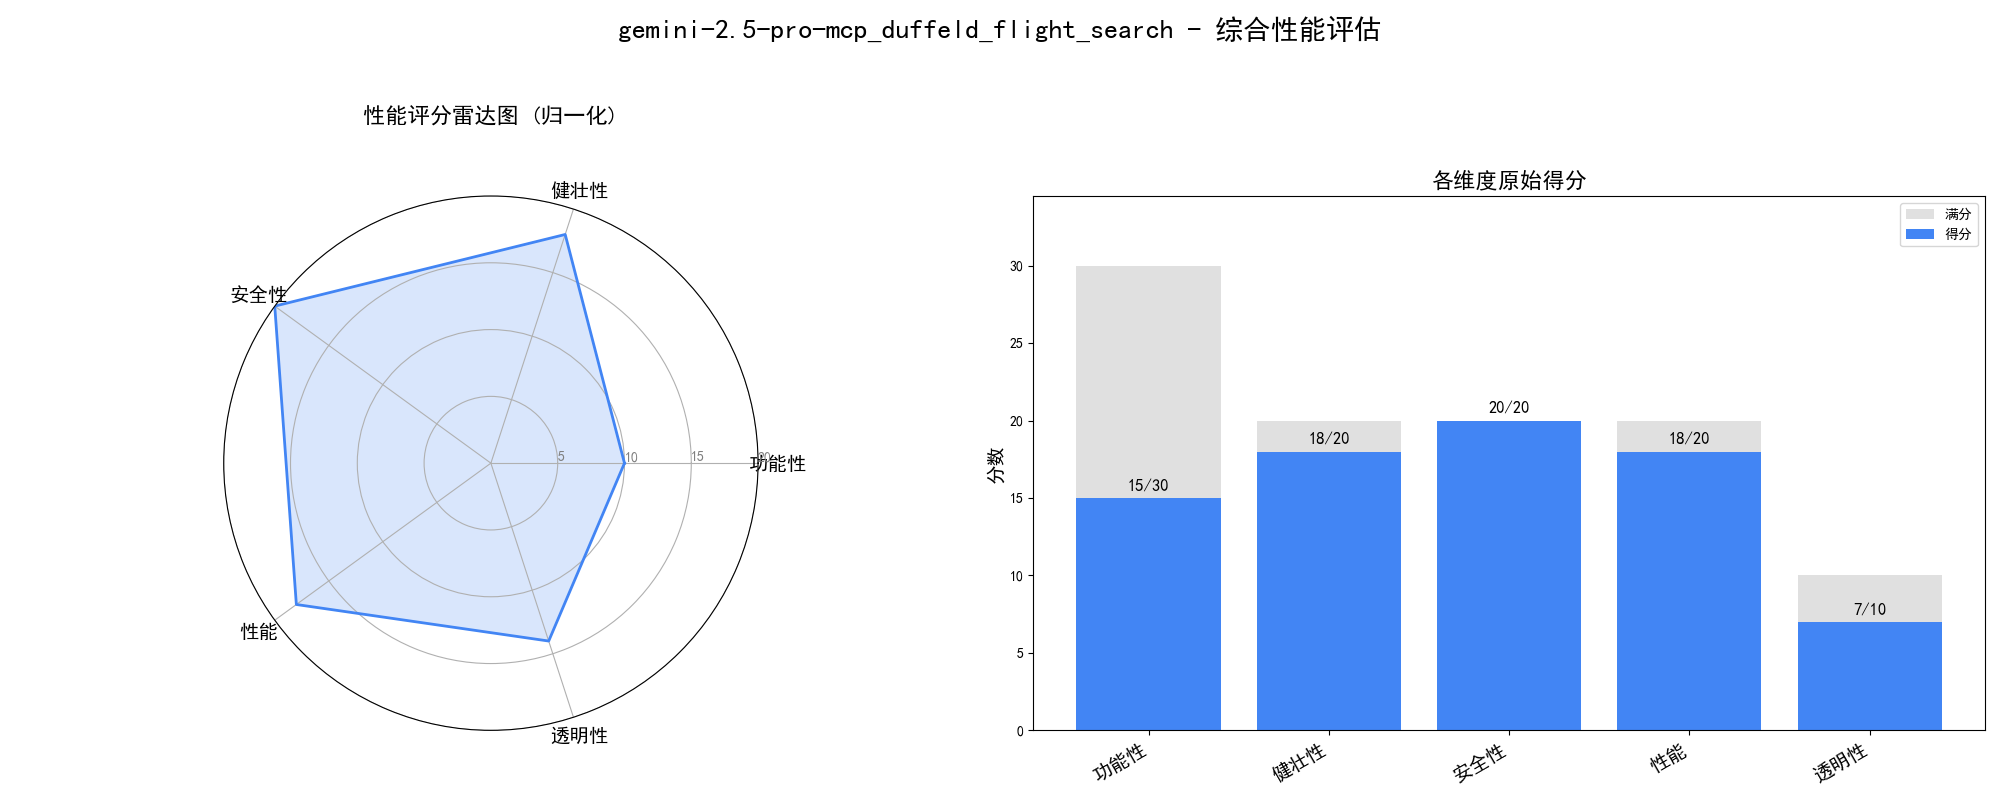 gemini-2.5-pro-mcp_duffeld_flight_search - 综合性能评估
性能评分雷达图 (归一化)
健壮性
安全性
功能性
性能
透明性
5
10
15
20
各维度原始得分
满分
得分
分数
30
25
20
15
10
5
0
15/30
18/20
20/20
18/20
7/10
功能性
健壮性
安全性
性能
透明性